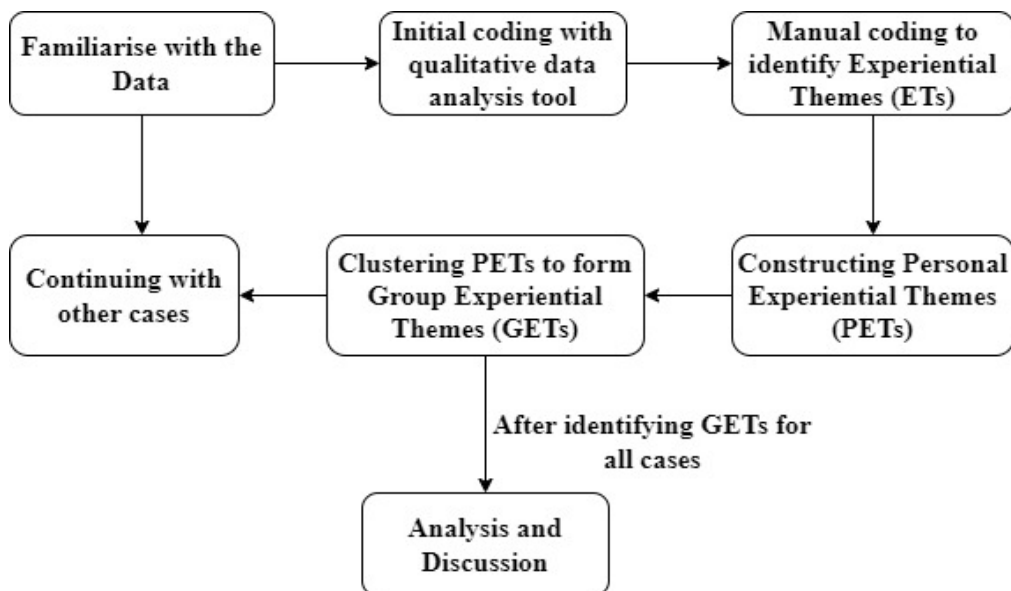 Familiarise with the
Data
Initial coding with
qualitative data
analysis tool
Manual coding to
identify Experiential
Themes (ETs)
Continuing with
other cases
Clustering PETs to form
Group Experiential
Themes (GETs)
Constructing Personal
Experiential Themes
(PETs)
After identifying GETs for
all cases
Analysis and
Discussion